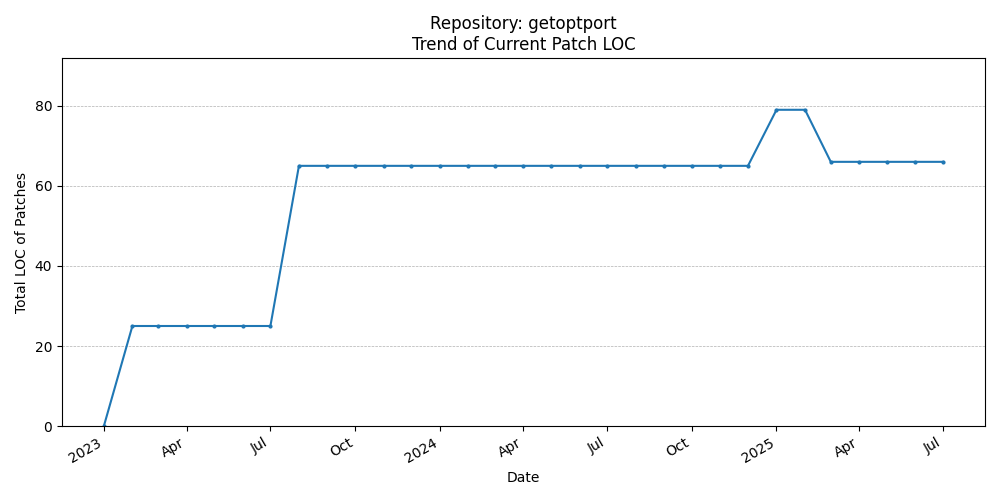 Repository: getoptport
Trend of Current Patch LOC
Total LOC of Patches
80
60
40
20
0
2023
Apr
Jul
Oct
2024
Apr
Jul
Oct
2025
Apr
Jul
Date